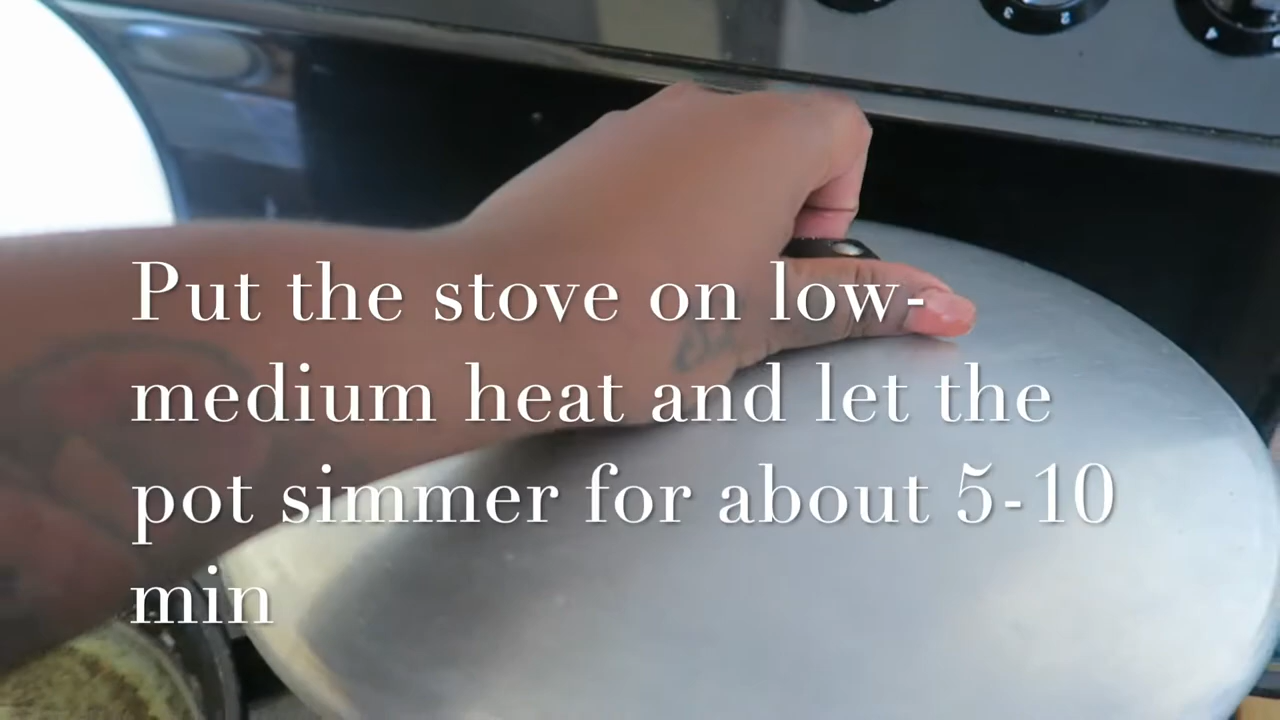 Put the stove on low-
medium heat and let the
pot simmer for about 5-10
min